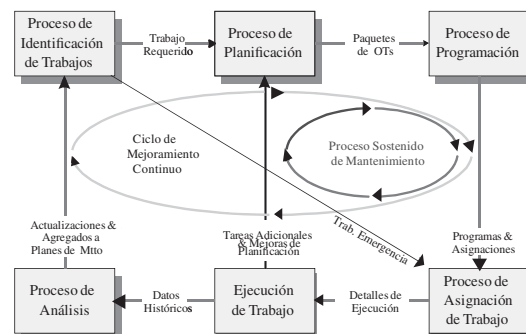 Proceso de
Identificación
de Trabajos
Trabajo
Requerido
Proceso de
Planificación
Paquetes
de OTs
Proceso de
Programación
Ciclo de
Mejoramiento
Continuo
Proceso Sostenido
de Mantenimiento
Actualizaciones &
Agregados a
Planes de Mtto
Tareas Adicionales
& Mejoras de
Planificación
Trab. Emergencia
Programas &
Asignaciones
Proceso de
Análisis
Datos
Históricos
Ejecución
de Trabajo
Detalles de
Ejecución
Proceso de
Asignación
de Trabajo